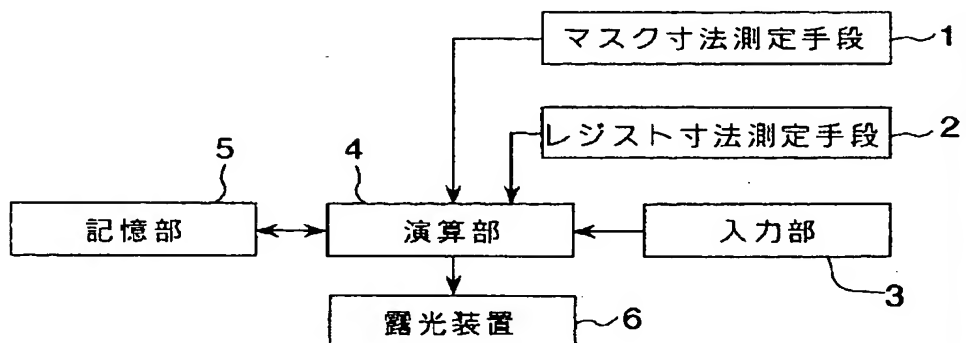 マスク寸法測定手段 1
レジスト寸法測定手段 2
5 4
記憶部 演算部 入力部
3
露光装置 6